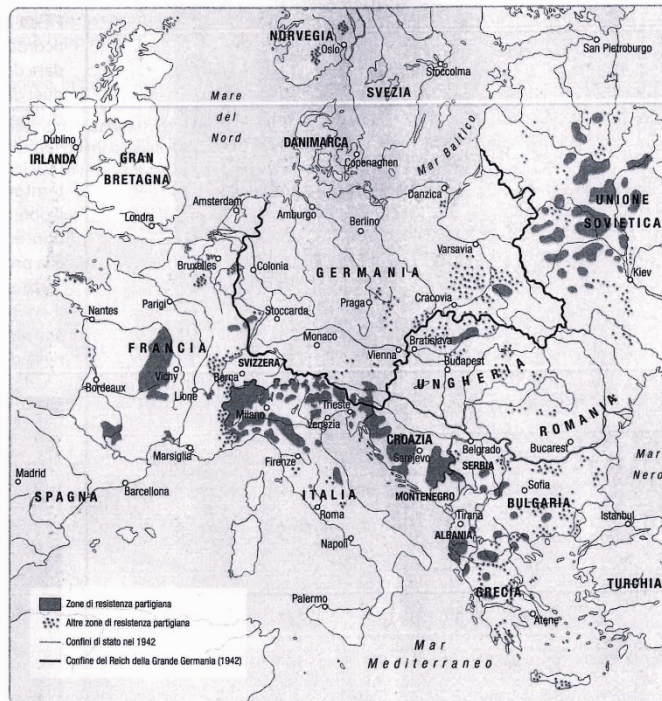 NORVEGIA
Oslo
San Pietroburgo
Stoccolma
SVEZIA
Mare
del
Nord
Dublino
IRLANDA
GRAN
BRETAGNA
DANIMARCA
Copenaghen
Mar Baltico
UNIONE
SOVIETICA
Amsterdam
Amburgo
Danzica
Londra
Berlino
Varsavia
Bruxelles
Colonia
GERMANIA
Kiev
Parigi
Praga
Cracovia
Nantes
Stoccarda
FRANCIA
Monaco
Vienna
Bratislava
SVIZZERA
Berna
Budapest
UNGHERIA
Vichy
Bordeaux
Lione
Milano
Trieste
Venezia
ROMANIA
CROAZIA
Belgrado
Bucarest
Marsiglia
Firenze
Sarajevo
SERBIA
Mar
Nero
Madrid
MONTENEGRO
Sofia
SPAGNA
Barcellona
ITALIA
BULGARIA
Roma
Tirana
Istanbul
ALBANIA
Napoli
TURCHIA
GRECIA
Palermo
Atene
Mar
Mediterraneo
Zone di resistenza partigiana
Altre zone di resistenza partigiana
Confini di stato nel 1942
Confine del Reich della Grande Germania (1942)